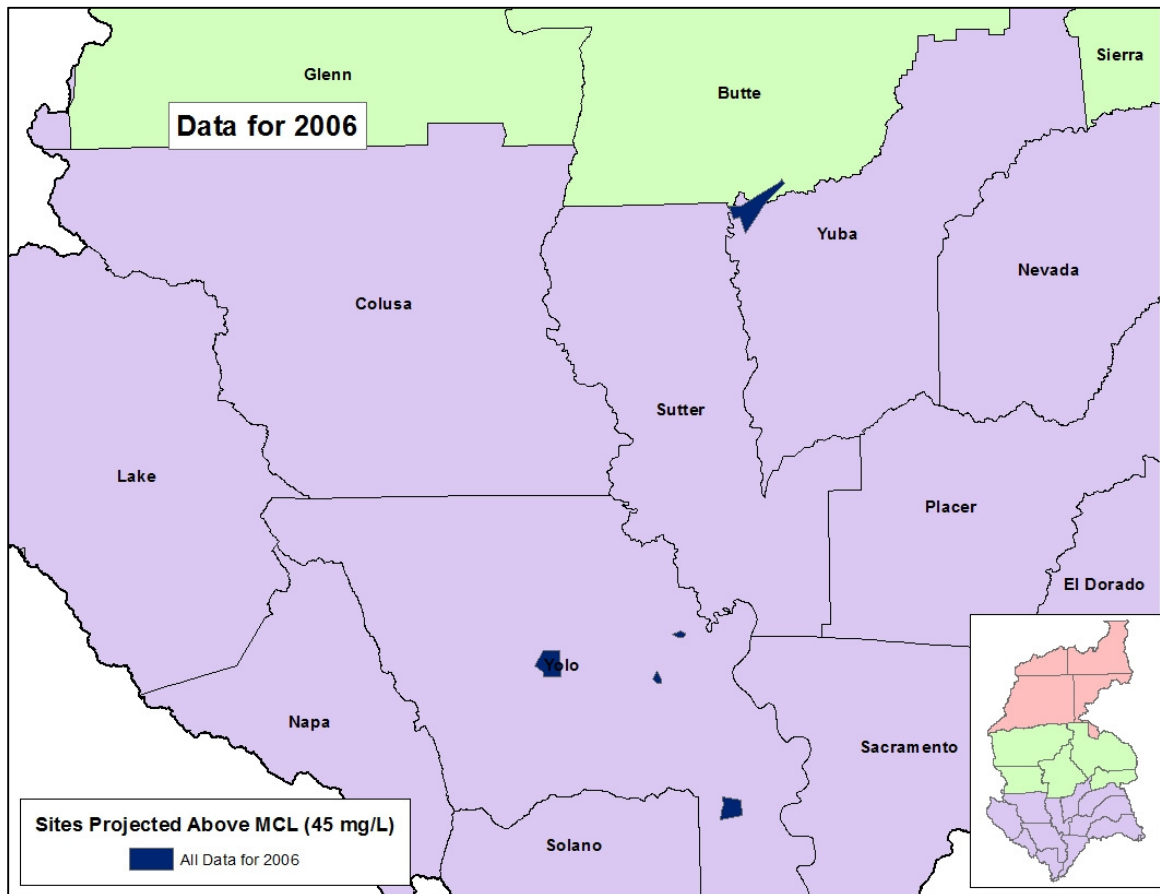 Glenn
Butte
Sierra
Data for 2006
Yuba
Nevada
Colusa
Sutter
Lake
Placer
El Dorado
Yolo
Napa
Sacramento
Sites Projected Above MCL (45 mg/L)
All Data for 2006
Solano